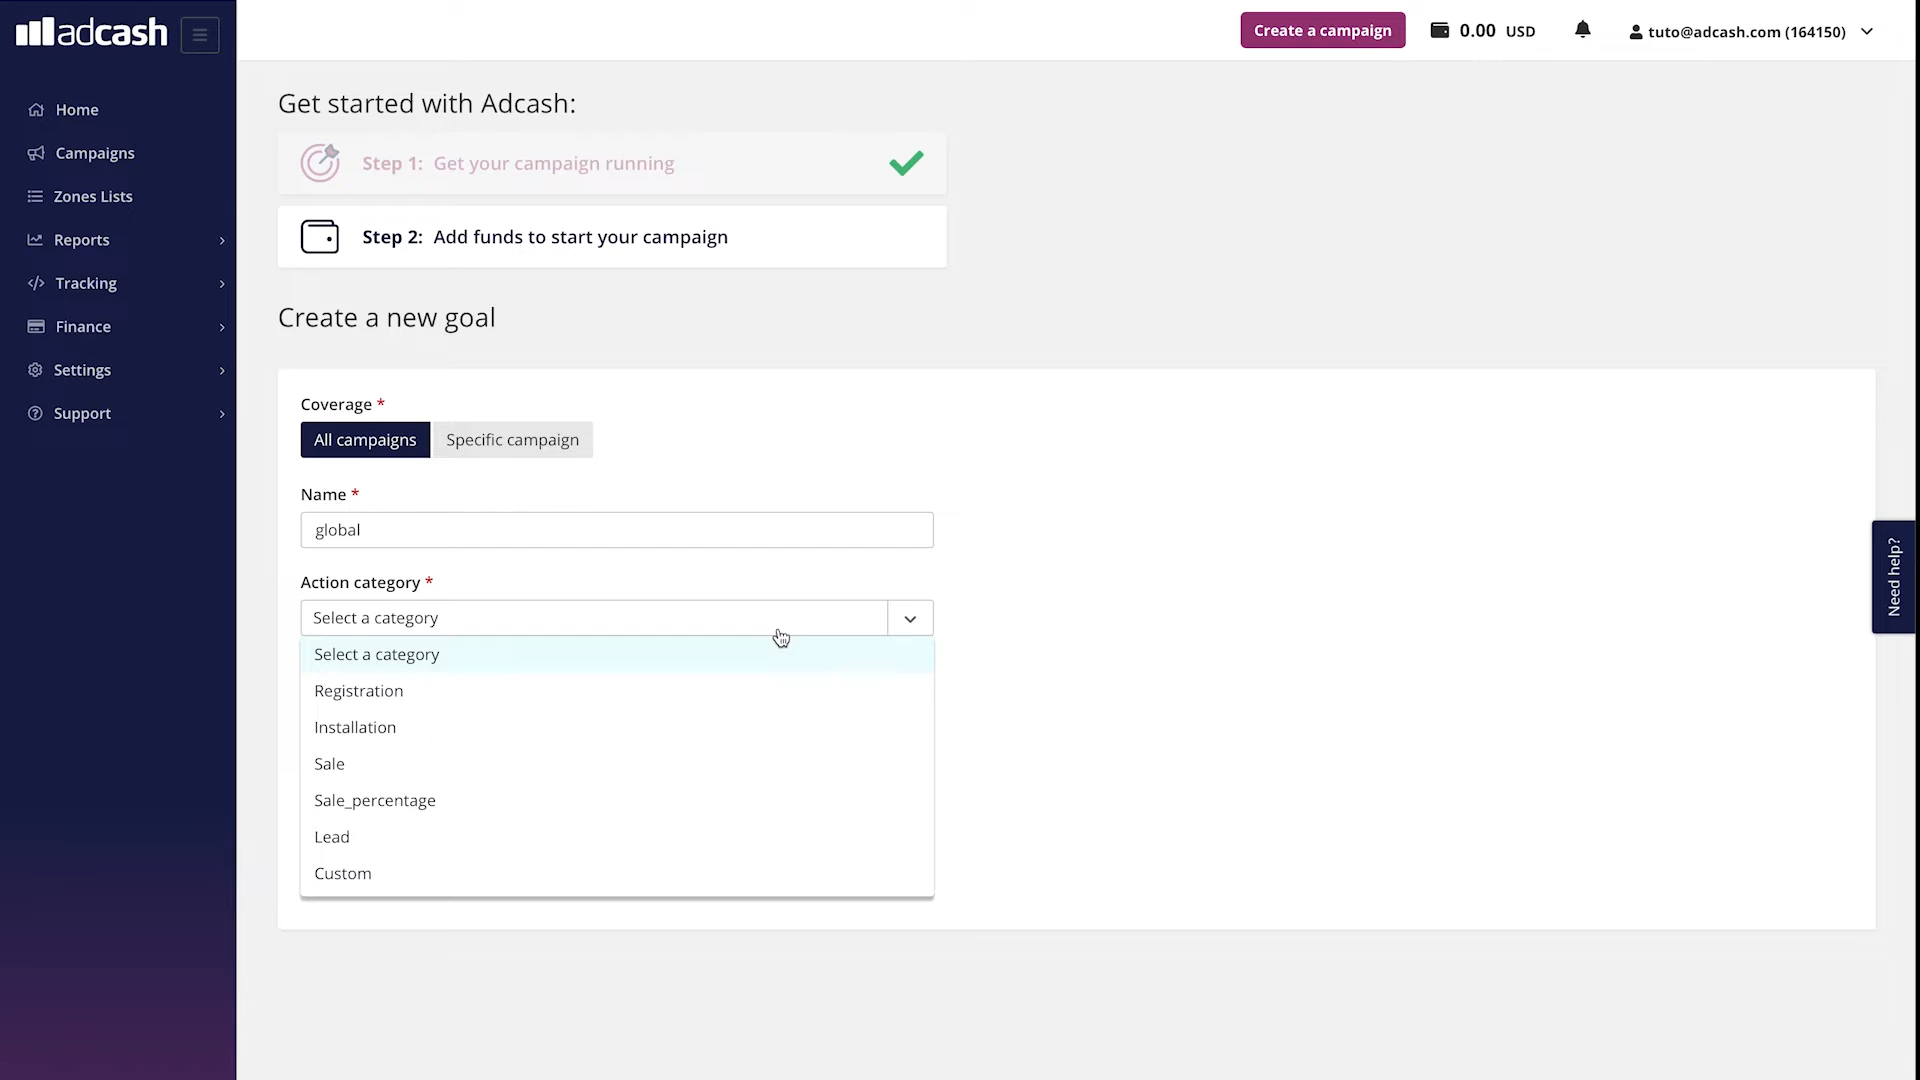 adcash
Create a campaign
0.00 USD
tuto@adcash.com (164150)
Home
Campaigns
Zones Lists
Reports
Tracking
Finance
Settings
Support
Get started with Adcash:
Step 1: Get your campaign running
Step 2: Add funds to start your campaign
Create a new goal
Coverage *
All campaigns
Specific campaign
Name *
global
Action category *
Select a category
Select a category
Registration
Installation
Sale
Sale_percentage
Lead
Custom
Need help?